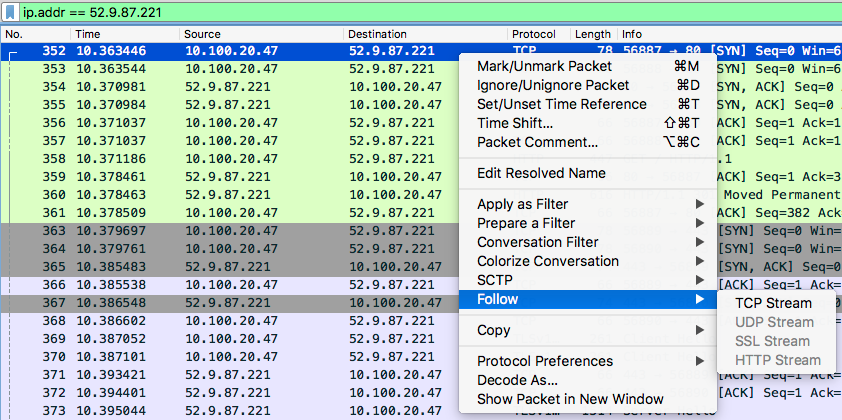 ip.addr == 52.9.87.221
No. Time Source Destination Protocol Length Info
352 10.363446 10.100.20.47 52.9.87.221 TCP 78 56887 → 80 [SYN] Seq=0 Win=6
353 10.363544 10.100.20.47 52.9.87.221 [SYN] Seq=0 Win=6
354 10.370981 52.9.87.221 10.100.20.47 [SYN, ACK] Seq=0
355 10.370984 52.9.87.221 10.100.20.47 [SYN, ACK] Seq=0
356 10.371037 10.100.20.47 52.9.87.221 [ACK] Seq=1 Ack=1
357 10.371037 10.100.20.47 52.9.87.221 [ACK] Seq=1 Ack=1
358 10.371186 10.100.20.47 52.9.87.221 .1
359 10.378461 52.9.87.221 10.100.20.47 [ACK] Seq=1 Ack=3
360 10.378463 52.9.87.221 10.100.20.47 Moved Permanent
361 10.378509 10.100.20.47 52.9.87.221 [ACK] Seq=382 Ack
363 10.379697 10.100.20.47 52.9.87.221 [SYN] Seq=0 Win=
364 10.379761 10.100.20.47 52.9.87.221 [SYN] Seq=0 Win=
365 10.385483 52.9.87.221 10.100.20.47 [SYN, ACK] Seq=0
366 10.385538 10.100.20.47 52.9.87.221 [ACK] Seq=1 Ack=
367 10.386548 52.9.87.221 10.100.20.47
368 10.386602 10.100.20.47 52.9.87.221
369 10.387052 10.100.20.47 52.9.87.221
370 10.387101 10.100.20.47 52.9.87.221
371 10.393421 52.9.87.221 10.100.20.47 [ACK] Seq=1 Ack=
372 10.394401 52.9.87.221 10.100.20.47 [ACK] Seq=1 Ack=
373 10.395044 52.9.87.221 10.100.20.47
Mark/Unmark Packet ⌘M
Ignore/Unignore Packet ⌘D
Set/Unset Time Reference ⌘T
Time Shift... ⇧⌘T
Packet Comment... ⌥⌘C
Edit Resolved Name
Apply as Filter
Prepare a Filter
Conversation Filter
Colorize Conversation
SCTP
Follow
Copy
Protocol Preferences
Decode As...
Show Packet in New Window
TCP Stream
UDP Stream
SSL Stream
HTTP Stream